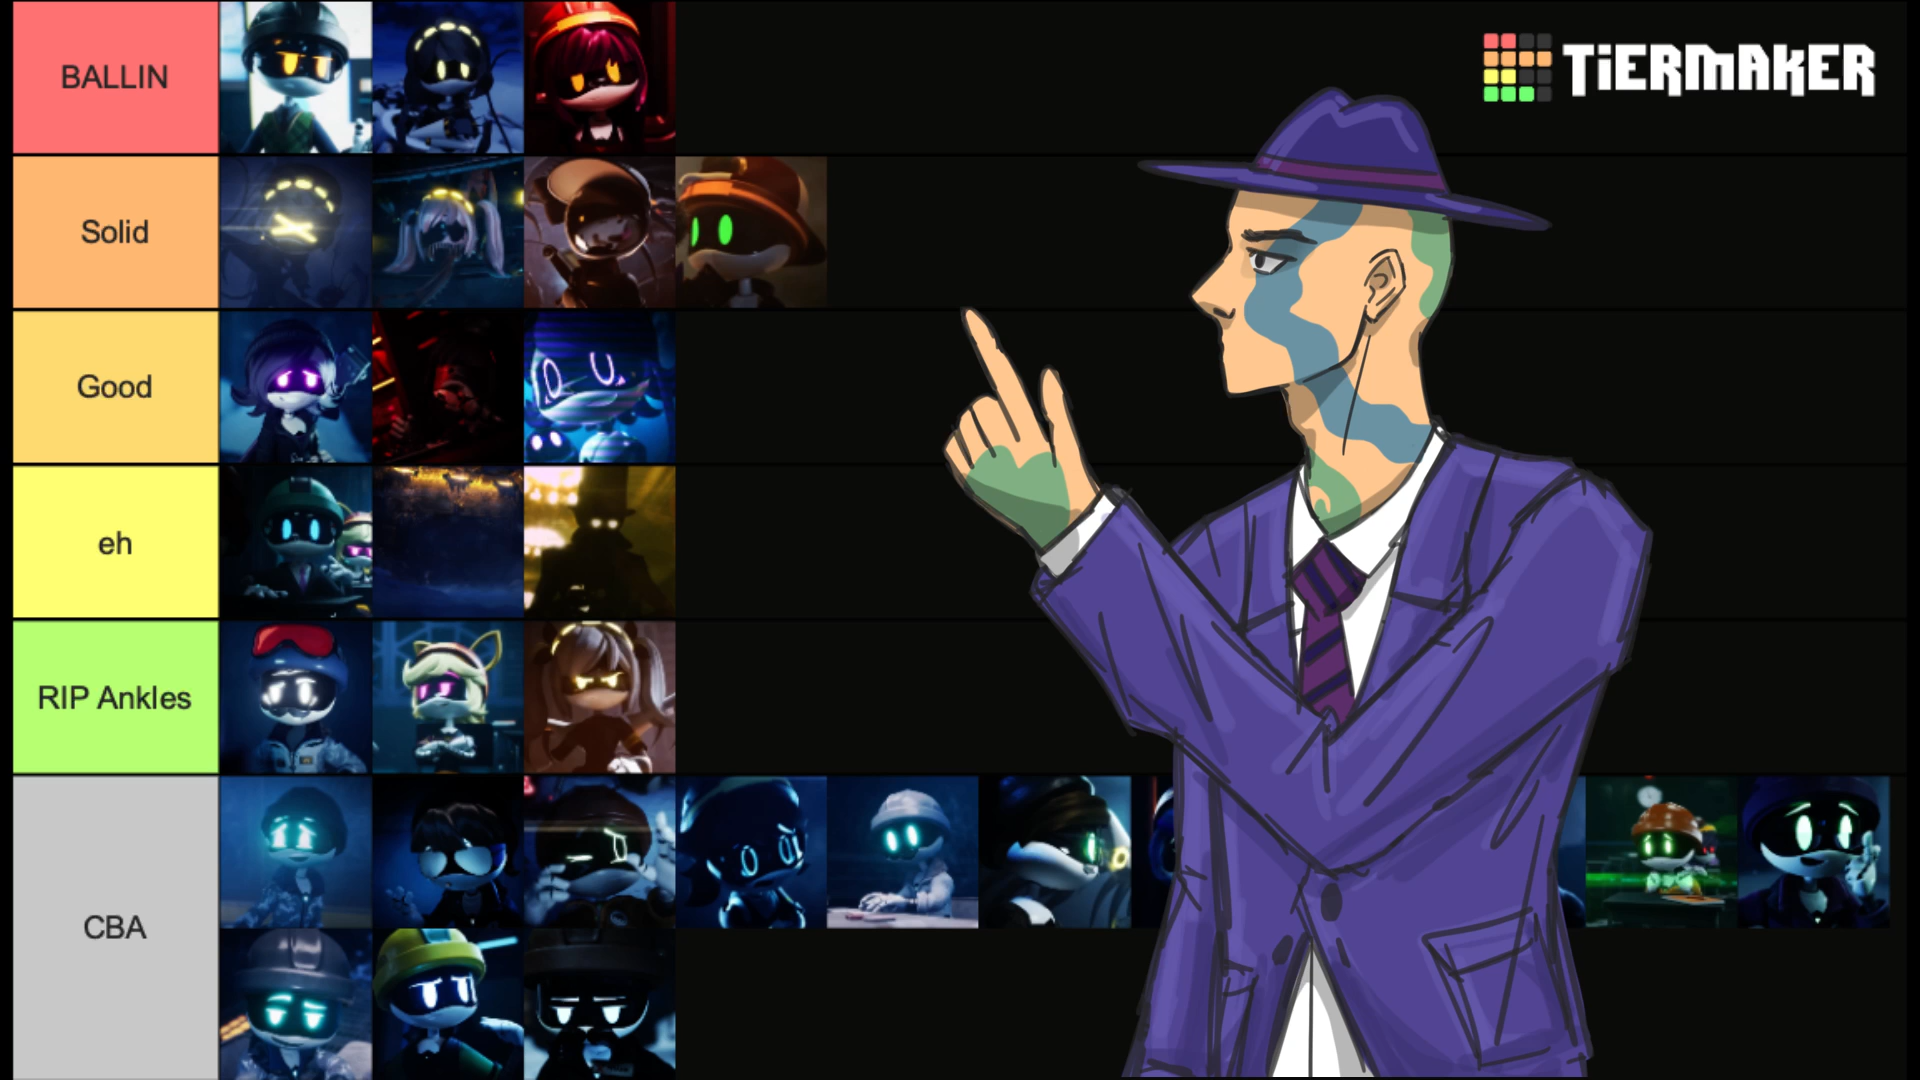 BALLIN
TiERMAKER
Solid
Good
eh
RIP Ankles
CBA